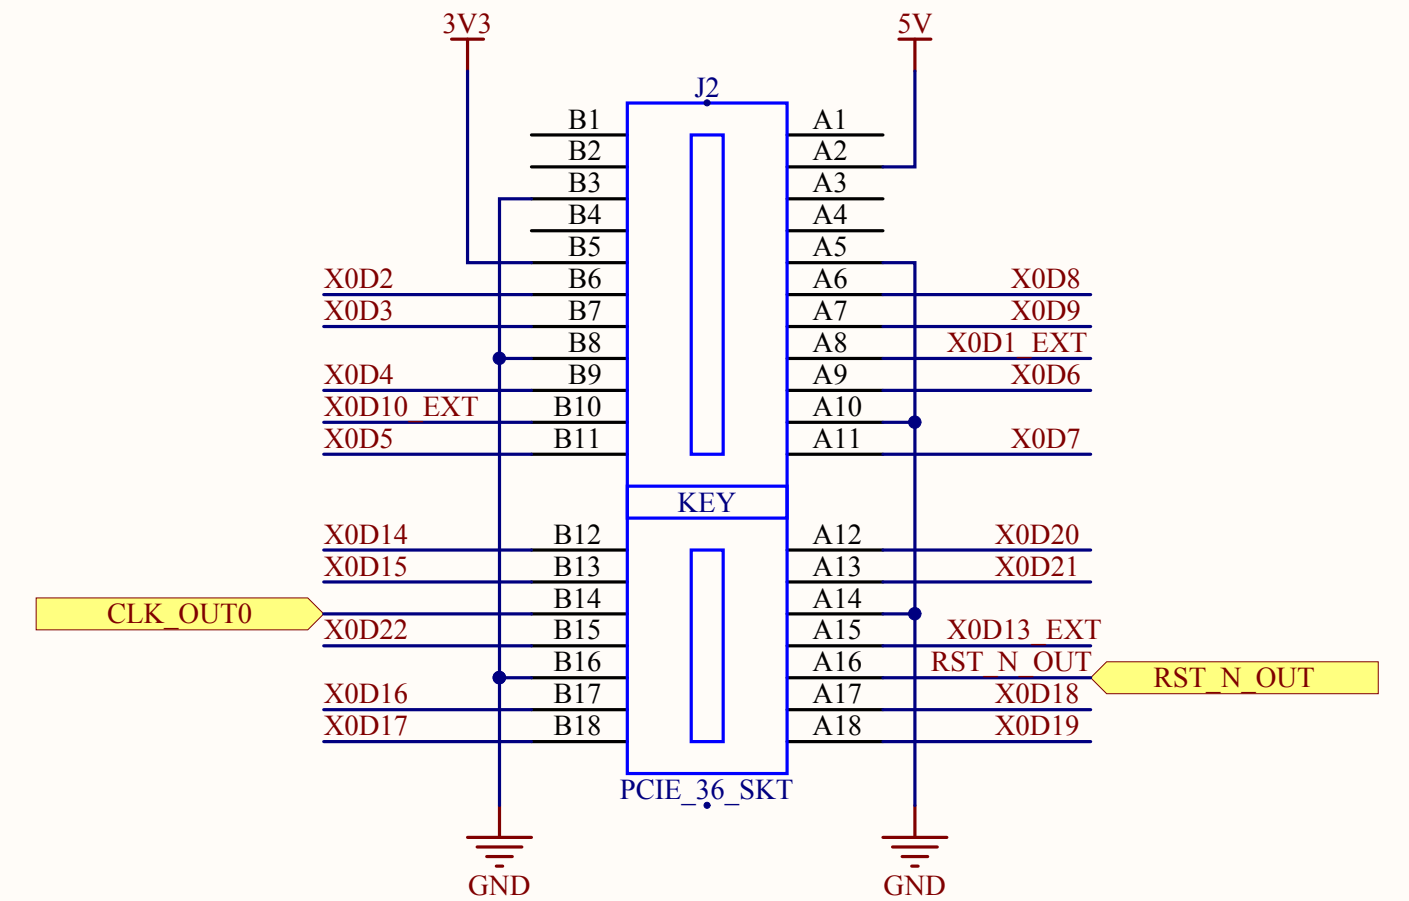 3V3
5V
J2
B1 A1
B2 A2
B3 A3
B4 A4
B5 A5
X0D2 B6 A6 X0D8
X0D3 B7 A7 X0D9
B8 A8 X0D1_EXT
X0D4 B9 A9 X0D6
X0D10_EXT B10 A10
X0D5 B11 A11 X0D7
KEY
X0D14 B12 A12 X0D20
X0D15 B13 A13 X0D21
CLK_OUT0 B14 A14
X0D22 B15 A15 X0D13_EXT
B16 A16 RST_N_OUT RST_N_OUT
X0D16 B17 A17 X0D18
X0D17 B18 A18 X0D19
PCIE_36_SKT
GND
GND